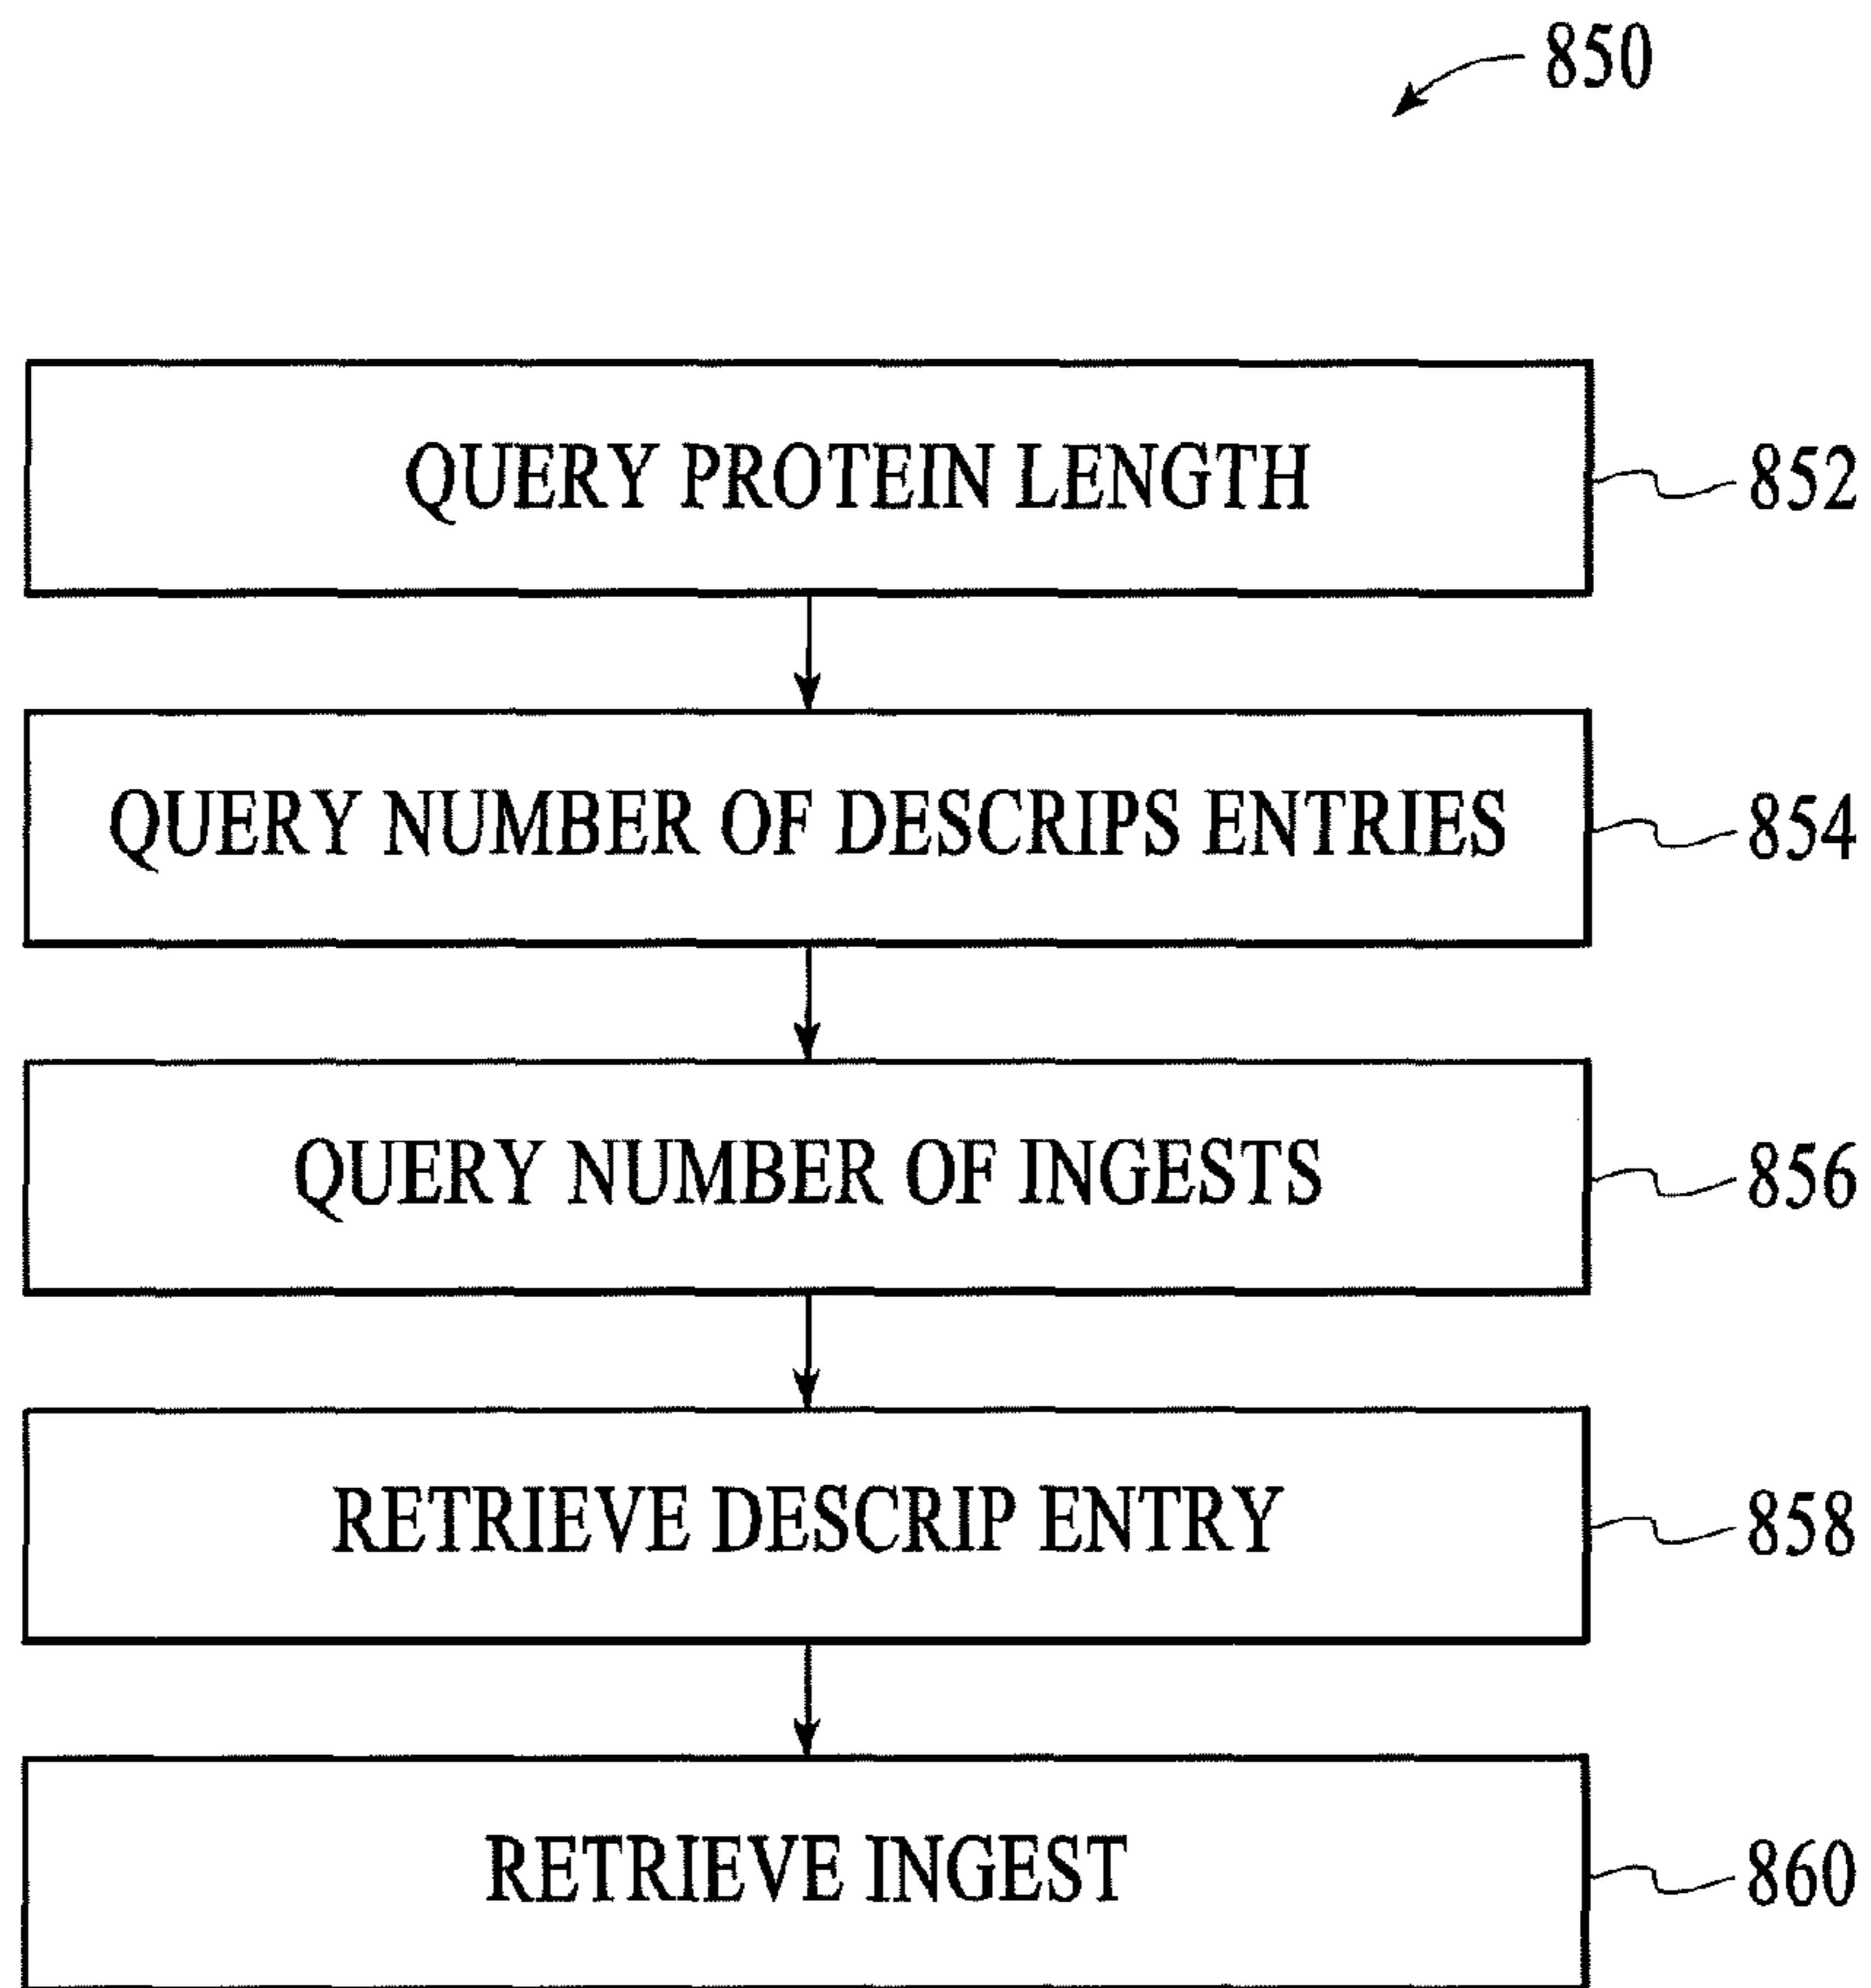 850
QUERY PROTEIN LENGTH
852
QUERY NUMBER OF DESCRIPS ENTRIES
854
QUERY NUMBER OF INGESTS
856
RETRIEVE DESCRIP ENTRY
858
RETRIEVE INGEST
860